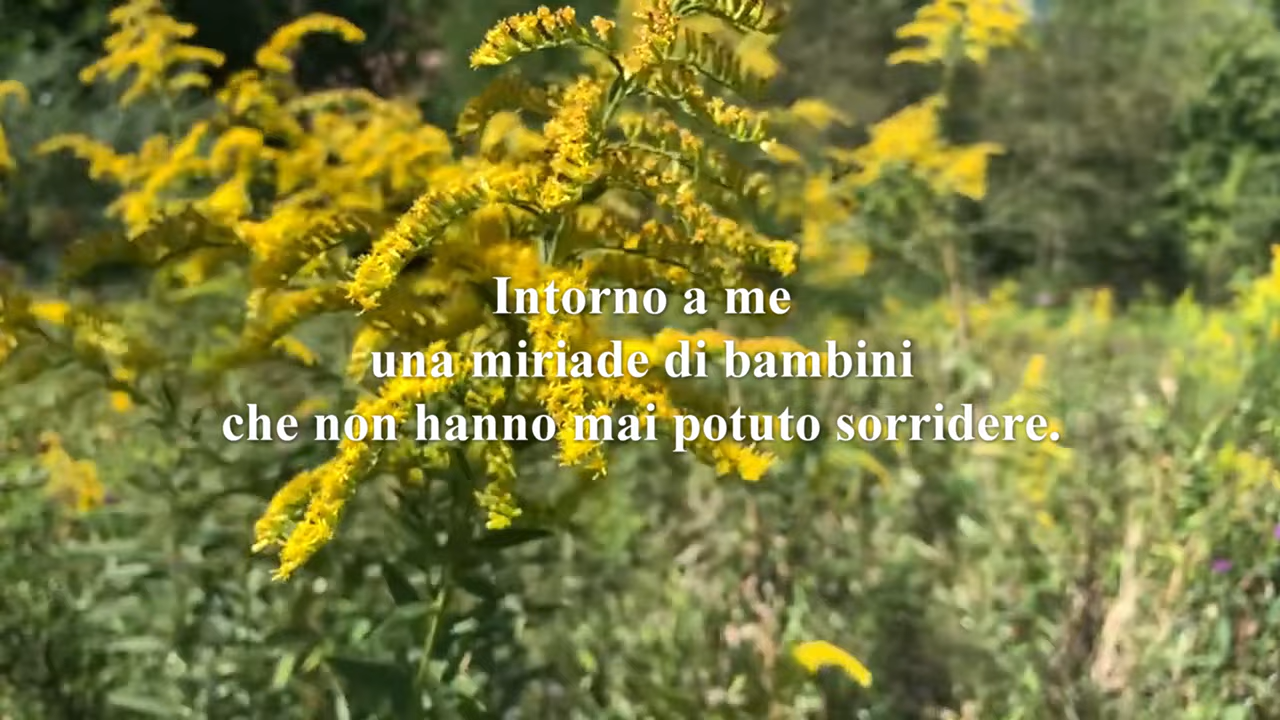 Intorno a me
una miriade di bambini
che non hanno mai potuto sorridere.